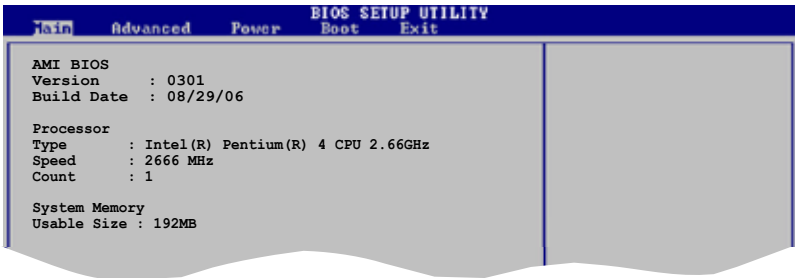 BIOS SETUP UTILITY
Main Advanced Power Boot Exit
AMI BIOS
Version : 0301
Build Date : 08/29/06
Processor
Type : Intel(R) Pentium(R) 4 CPU 2.66GHz
Speed : 2666 MHz
Count : 1
System Memory
Usable Size : 192MB